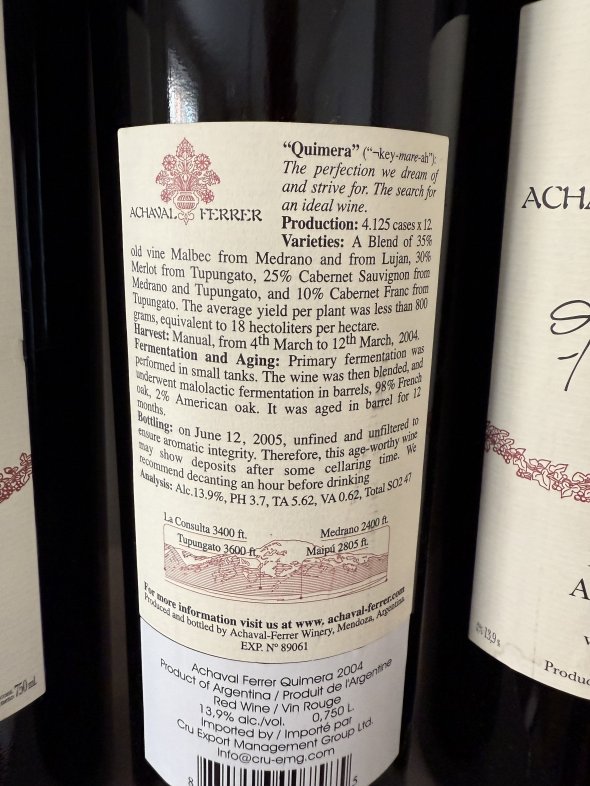 ACHAVAL FERRER
“Quimera” (“¬key-mare-ah”):
The perfection we dream of
and strive for. The search for
an ideal wine.
Production: 4.125 cases x 12
Varieties: A Blend of 35%
old vine Malbec from Medrano and from Lujan, 30%
Merlot from Tupungato, 25% Cabernet Sauvignon from
Medrano and Tupungato, and 10% Cabernet Franc from
Tupungato. The average yield per plant was less than 800
grams, equivalent to 18 hectoliters per hectare.
Harvest: Manual, from 4th March to 12th March, 2004.
Fermentation and Aging: Primary fermentation was
performed in small tanks. The wine was then blended, and
underwent malolactic fermentation in barrels, 98% French
oak, 2% American oak. It was aged in barrel for 12
months.
Bottling: on June 12, 2005, unfined and unfiltered to
ensure aromatic integrity. Therefore, this age-worthy wine
may show deposits after some cellaring time. We
recommend decanting an hour before drinking
Analysis: Alc.13.9%, PH 3.7, TA 5.62, VA 0.62, Total SO2 47
La Consulta 3400 ft.
Medrano 2400 ft.
Tupungato 3600 ft.
Maipú 2805 ft.
For more information visit us at www. achaval-ferrer.com
Produced and bottled by Achaval-Ferrer Winery, Mendoza, Argentina.
EXP. Nº 89061
Achaval Ferrer Quimera 2004
Product of Argentina / Produit de l'Argentine
Red Wine / Vin Rouge
13,9% alc./vol. 0,750 L.
Imported by / Importé par
Cru Export Management Group Ltd.
Info@cru-emg.com
8 5
750 mL
ACHA
13,9%
A
Produc